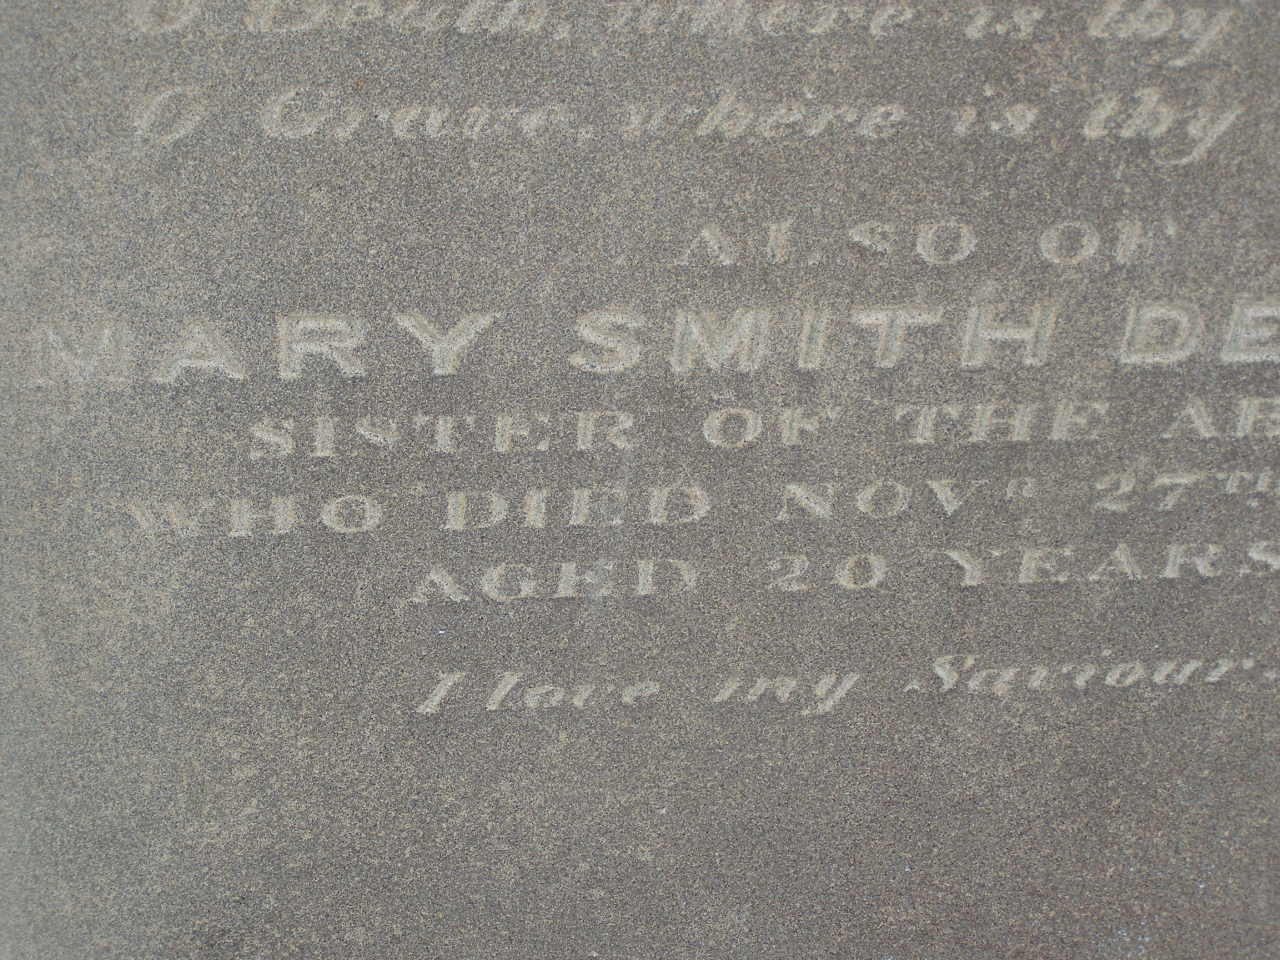 O Death, where is thy
O Grave, where is thy
ALSO OF
MARY SMITH DE
SISTER OF THE AB
WHO DIED NOVR 27TH
AGED 20 YEARS
I love my Saviour.